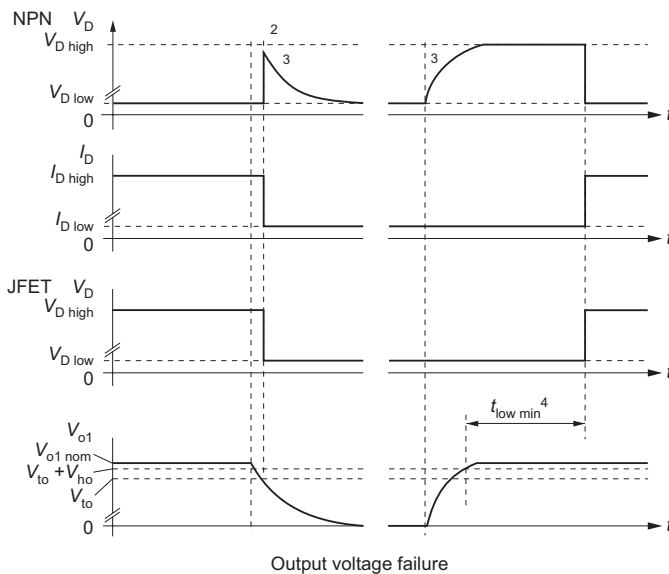 NPN V_D
2
V_D high
3
3
V_D low
0
t
I_D
I_D high
I_D low
0
t
JFET V_D
V_D high
V_D low
0
t
t_low min^4
V_o1
V_o1 nom
V_to + V_ho
V_to
0
t
Output voltage failure